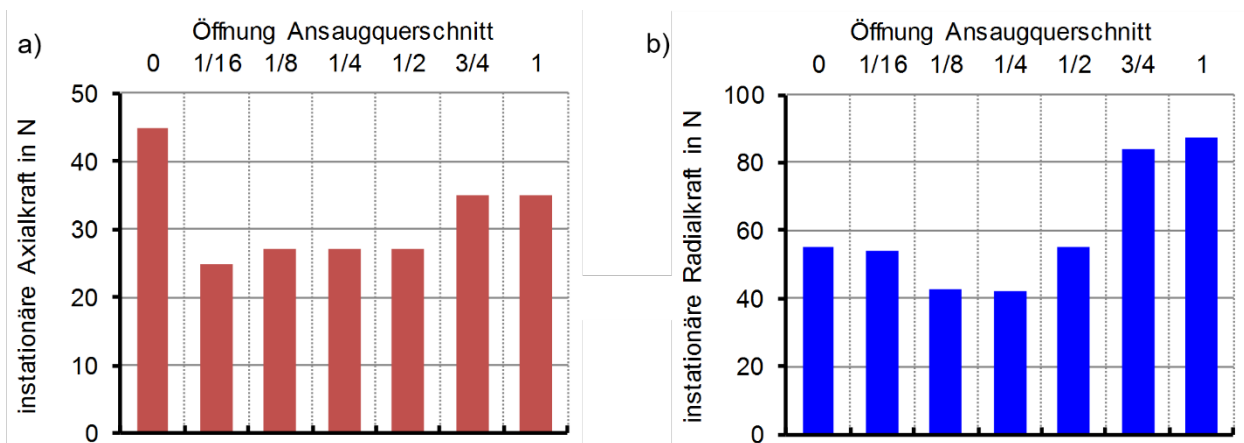 a)
Öffnung Ansaugquerschnitt
0 1/16 1/8 1/4 1/2 3/4 1
instationäre Axialkraft in N
50
40
30
20
10
0
b)
Öffnung Ansaugquerschnitt
0 1/16 1/8 1/4 1/2 3/4 1
instationäre Radialkraft in N
100
80
60
40
20
0